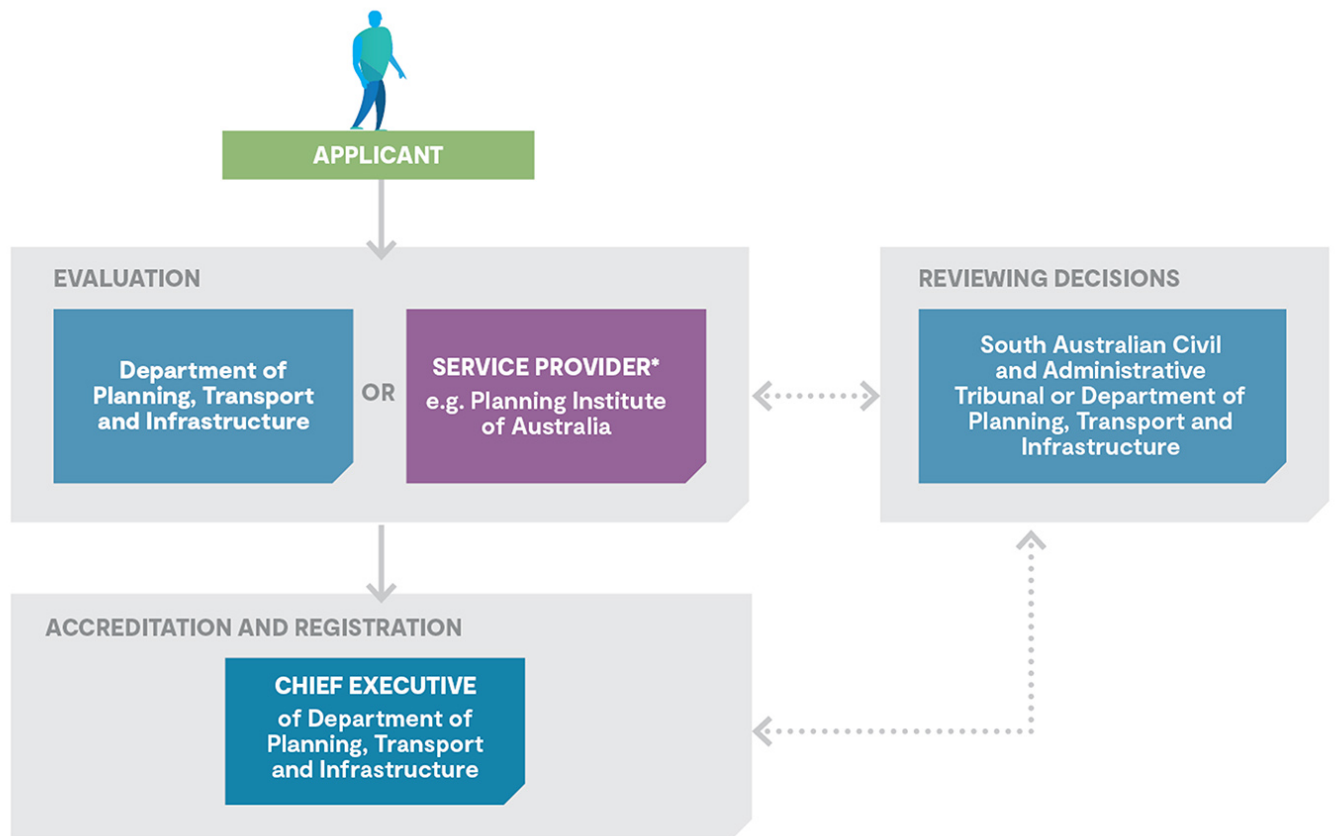 APPLICANT
EVALUATION
Department of
Planning, Transport
and Infrastructure
OR
SERVICE PROVIDER*
e.g. Planning Institute
of Australia
REVIEWING DECISIONS
South Australian Civil
and Administrative
Tribunal or Department of
Planning, Transport and
Infrastructure
ACCREDITATION AND REGISTRATION
CHIEF EXECUTIVE
of Department of
Planning, Transport
and Infrastructure